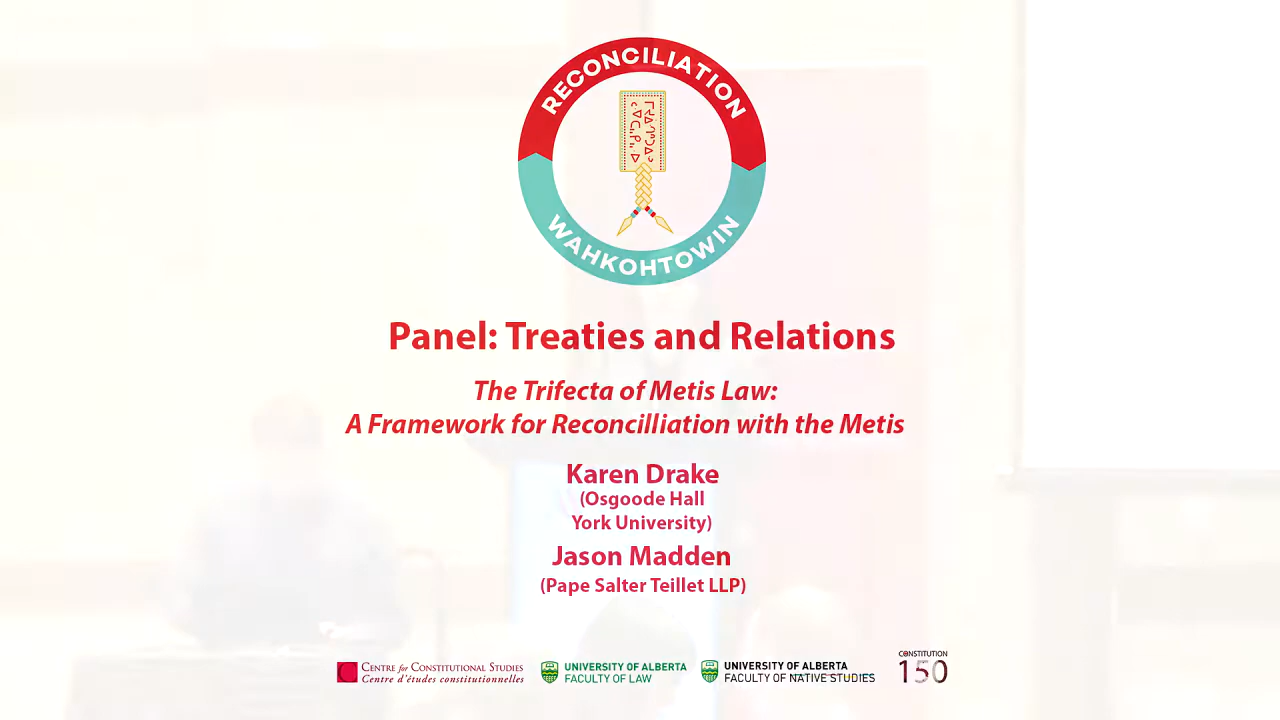 RECONCILIATION
WAHKOHTOWIN
Panel: Treaties and Relations
The Trifecta of Metis Law:
A Framework for Reconcilliation with the Metis
Karen Drake
(Osgoode Hall
York University)
Jason Madden
(Pape Salter Teillet LLP)
CENTRE for CONSTITUTIONAL STUDIES
Centre d'études constitutionnelles
UNIVERSITY OF ALBERTA
FACULTY OF LAW
UNIVERSITY OF ALBERTA
FACULTY OF NATIVE STUDIES
CONSTITUTION
150